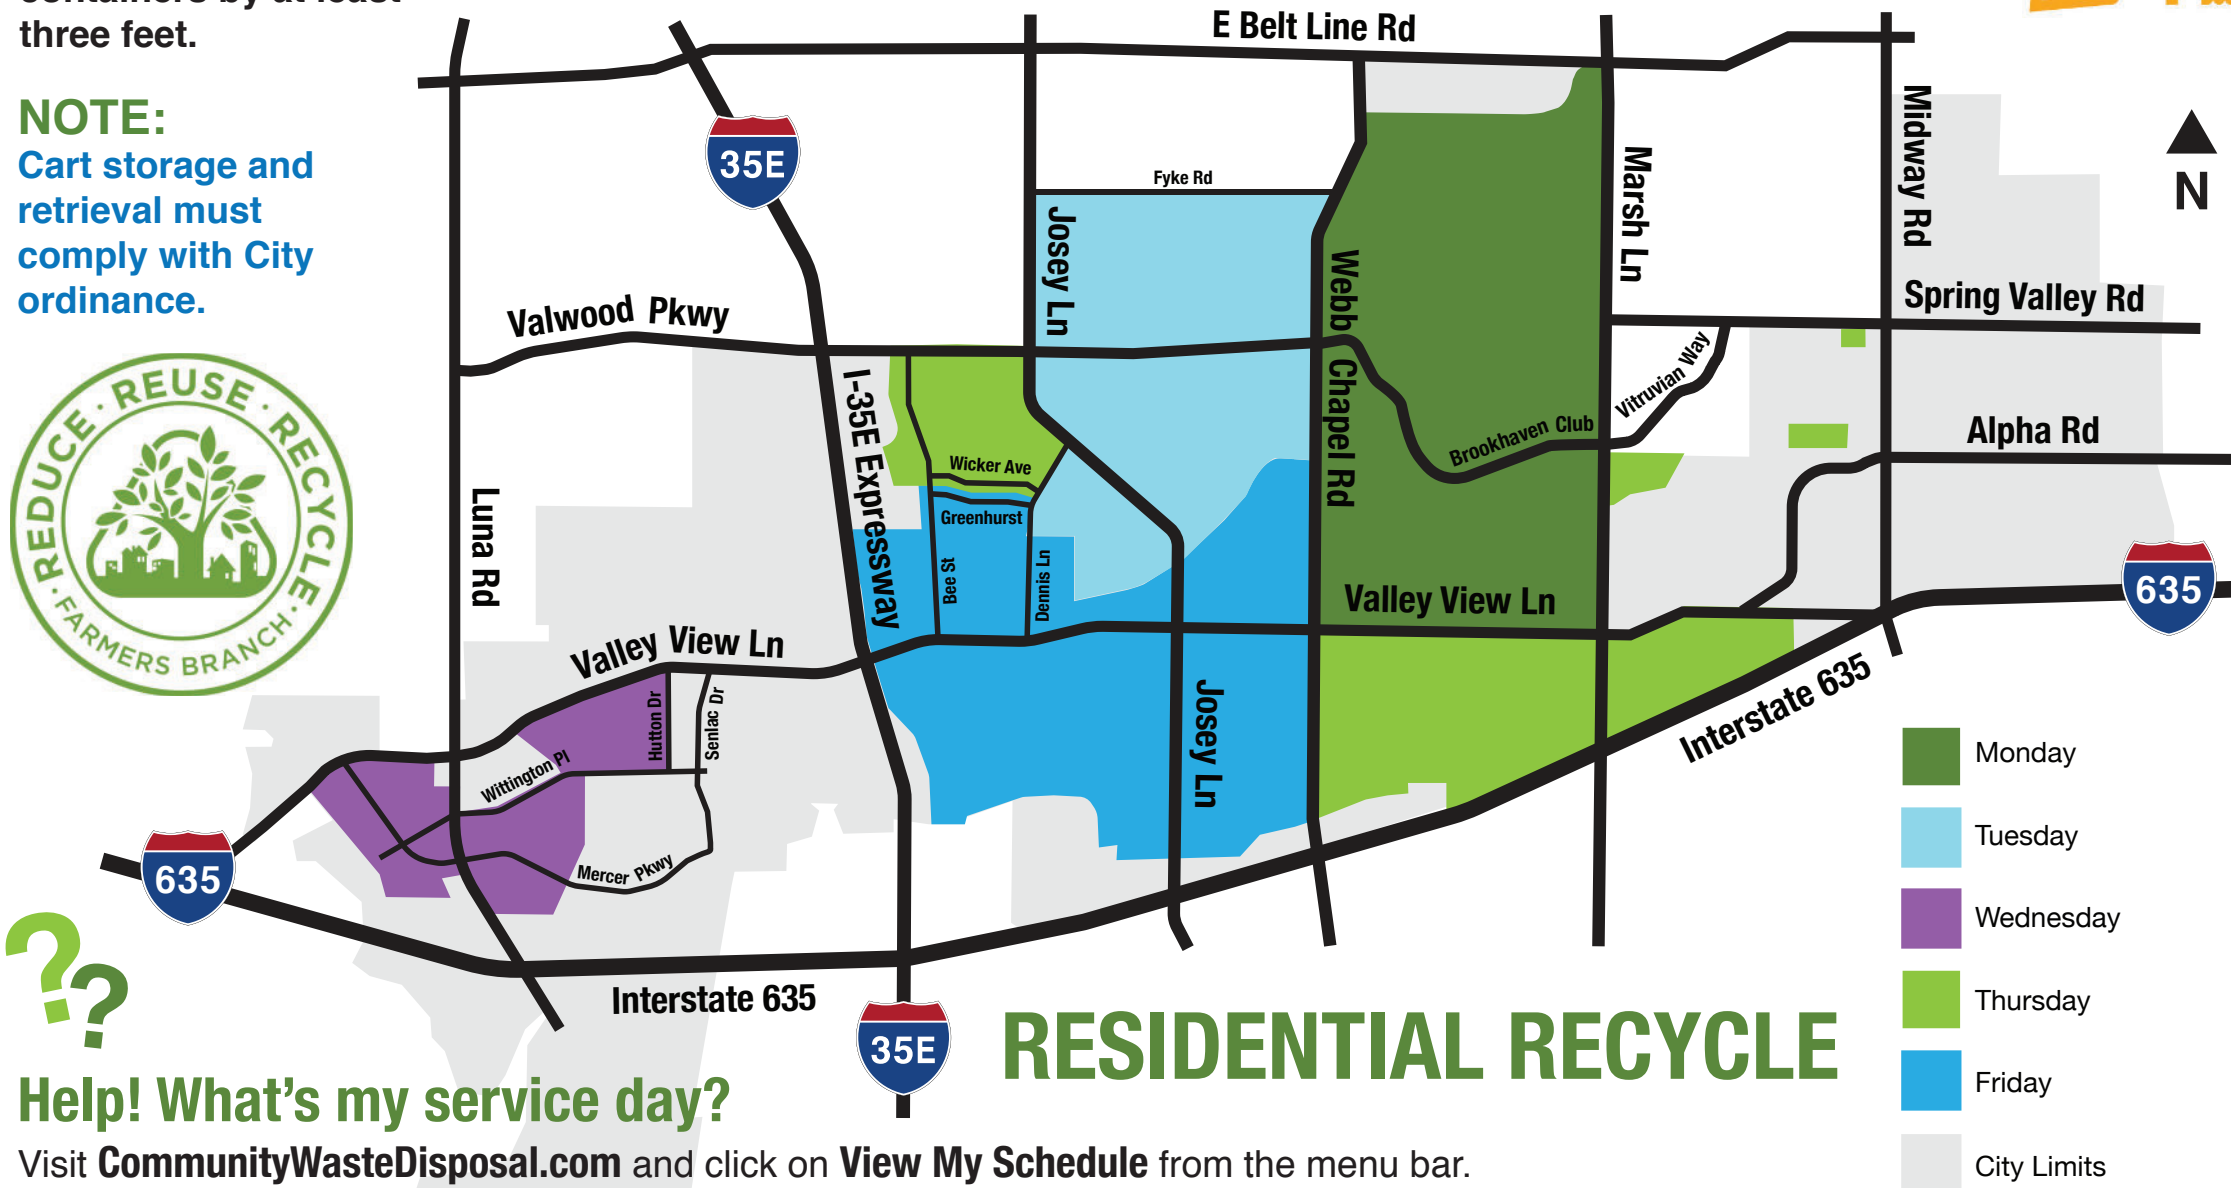 containers by at least
three feet.
NOTE:
Cart storage and
retrieval must
comply with City
ordinance.
REDUCE · REUSE · RECYCLE
· FARMERS BRANCH ·
E Belt Line Rd
35E
Fyke Rd
Josey Ln
Webb Chapel Rd
Marsh Ln
Midway Rd
N
Valwood Pkwy
Spring Valley Rd
Vitruvian Way
Brookhaven Club
Alpha Rd
I-35E Expressway
Wicker Ave
Greenhurst
Bee St
Dennis Ln
Luna Rd
Valley View Ln
Valley View Ln
635
Hutton Dr
Senlac Dr
Wittington Pl
Mercer Pkwy
Josey Ln
Interstate 635
635
Interstate 635
35E
RESIDENTIAL RECYCLE
Monday
Tuesday
Wednesday
Thursday
Friday
City Limits
??
Help! What's my service day?
Visit CommunityWasteDisposal.com and click on View My Schedule from the menu bar.